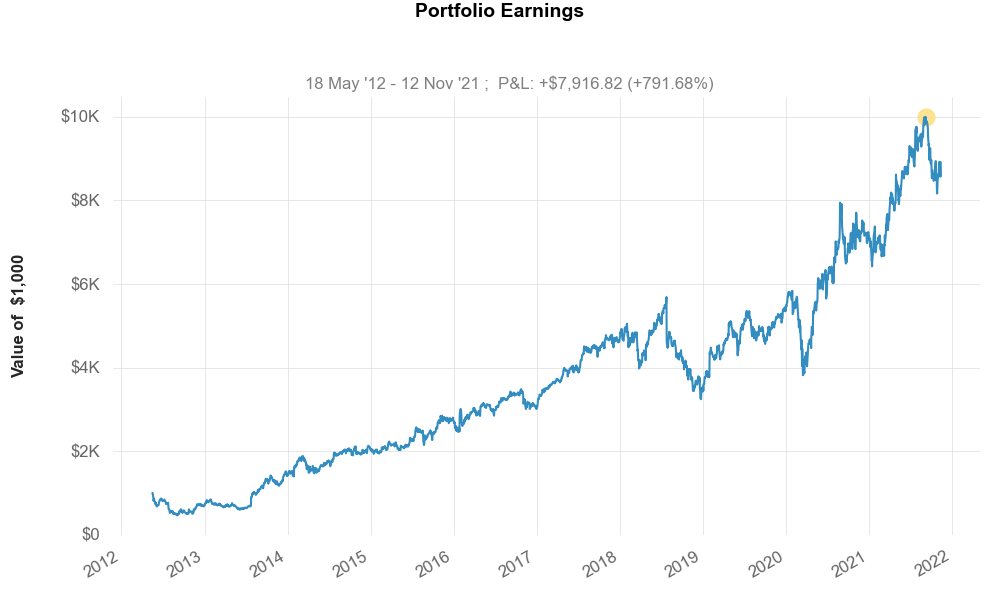 Portfolio Earnings
18 May '12 - 12 Nov '21 ;  P&L: +$7,916.82 (+791.68%)
Value of  $1,000
$10K
$8K
$6K
$4K
$2K
$0
2012
2013
2014
2015
2016
2017
2018
2019
2020
2021
2022